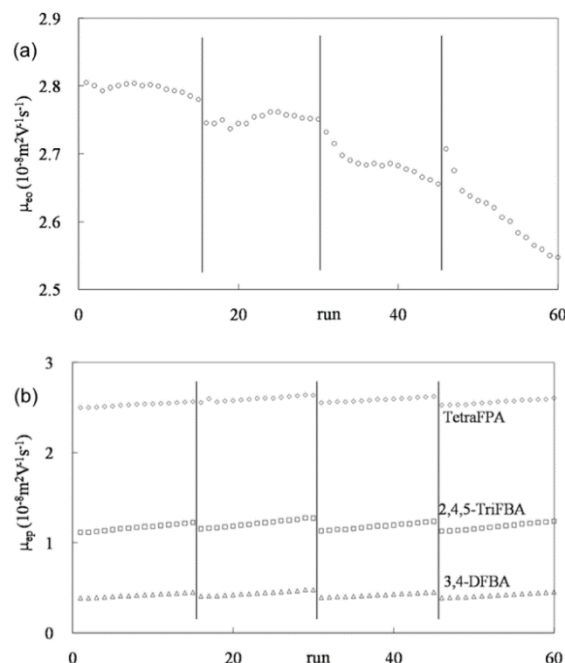 (a)
μeo (10-8m2V-1s-1)
2.9
2.8
2.7
2.6
2.5
0 20 run 40 60
(b)
μep (10-8m2V-1s-1)
3
2
1
0
TetraFPA
2,4,5-TriFBA
3,4-DFBA
0 20 run 40 60